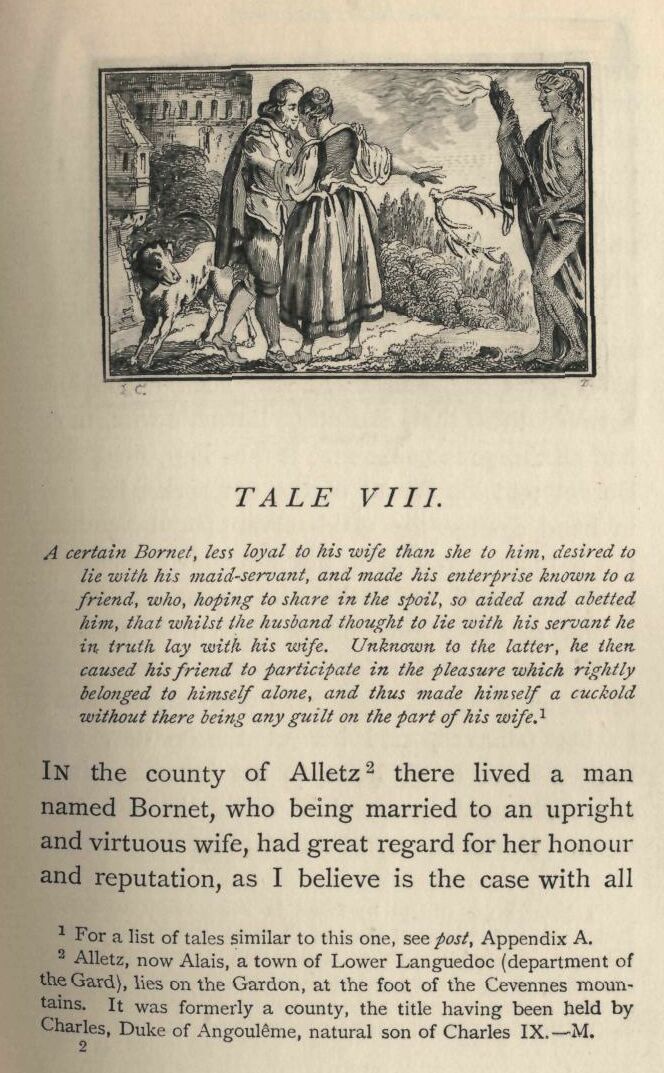 I C.
TALE VIII.
A certain Bornet, less loyal to his wife than she to him, desired to
lie with his maid-servant, and made his enterprise known to a
friend, who, hoping to share in the spoil, so aided and abetted
him, that whilst the husband thought to lie with his servant he
in truth lay with his wife. Unknown to the latter, he then
caused his friend to participate in the pleasure which rightly
belonged to himself alone, and thus made himself a cuckold
without there being any guilt on the part of his wife.¹
IN the county of Alletz² there lived a man
named Bornet, who being married to an upright
and virtuous wife, had great regard for her honour
and reputation, as I believe is the case with all
¹ For a list of tales similar to this one, see post, Appendix A.
² Alletz, now Alais, a town of Lower Languedoc (department of
the Gard), lies on the Gardon, at the foot of the Cevennes moun-
tains. It was formerly a county, the title having been held by
Charles, Duke of Angoulême, natural son of Charles IX.—M.
2